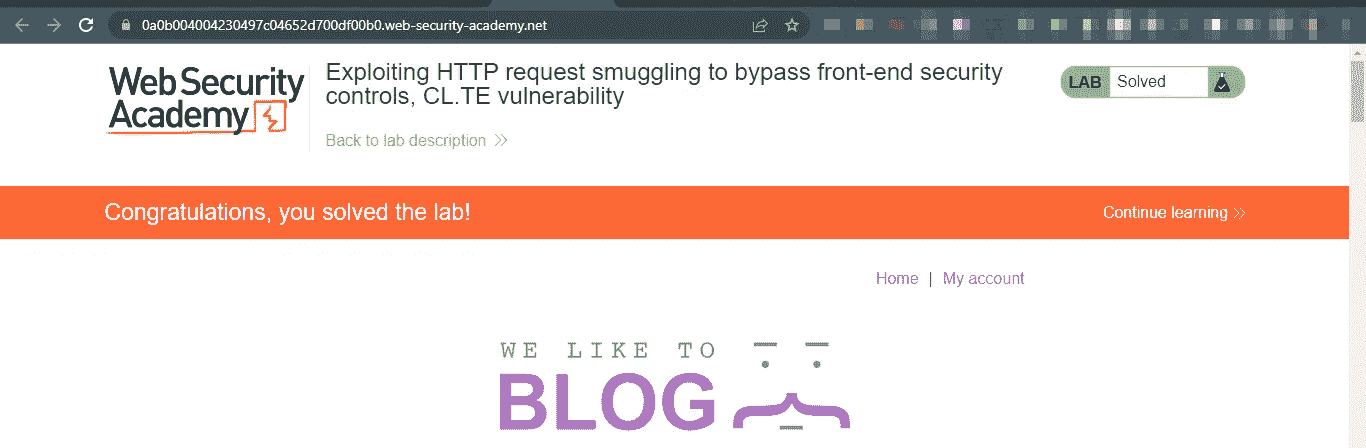 0a0b004004230497c04652d700df00b0.web-security-academy.net
Web Security
Academy
Exploiting HTTP request smuggling to bypass front-end security
controls, CL.TE vulnerability
Back to lab description
LAB Solved
Congratulations, you solved the lab!
Continue learning
Home | My account
WE LIKE TO
BLOG